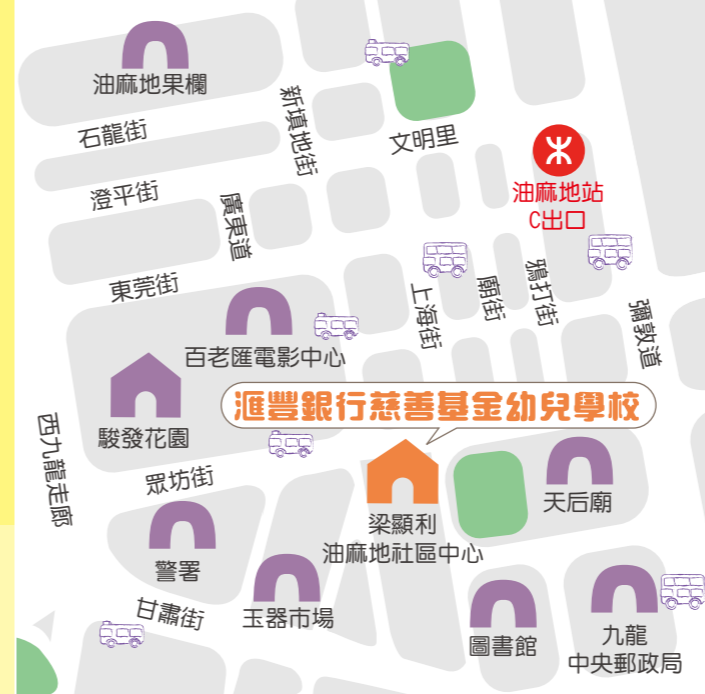 油麻地果欄
石龍街
新填地街
文明里
油麻地站
C出口
澄平街
廣東道
東莞街
上海街
廟街
鴉打街
彌敦道
百老匯電影中心
滙豐銀行慈善基金幼兒學校
駿發花園
西九龍走廊
眾坊街
天后廟
梁顯利
油麻地社區中心
警署
甘肅街
玉器市場
圖書館
九龍
中央郵政局